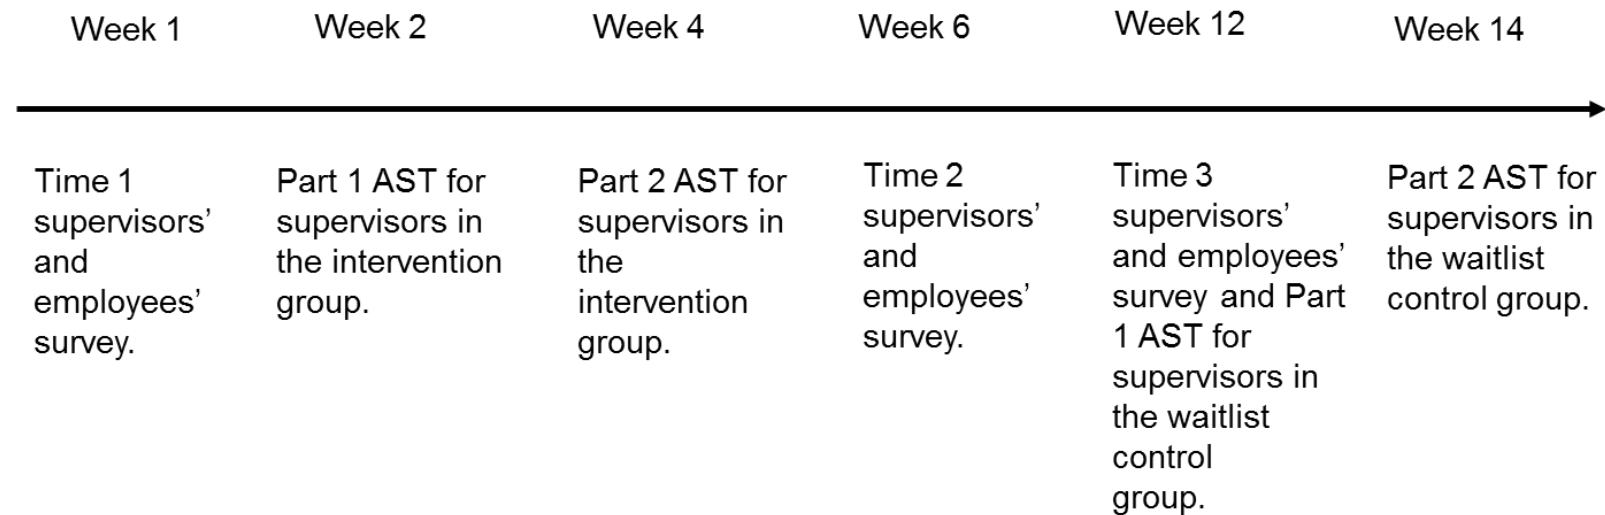 Week 1
Week 2
Week 4
Week 6
Week 12
Week 14
Time 1
supervisors’
and
employees’
survey.
Part 1 AST for
supervisors in
the intervention
group.
Part 2 AST for
supervisors in
the
intervention
group.
Time 2
supervisors’
and
employees’
survey.
Time 3
supervisors’
and employees’
survey and Part
1 AST for
supervisors in
the waitlist
control
group.
Part 2 AST for
supervisors in
the waitlist
control group.